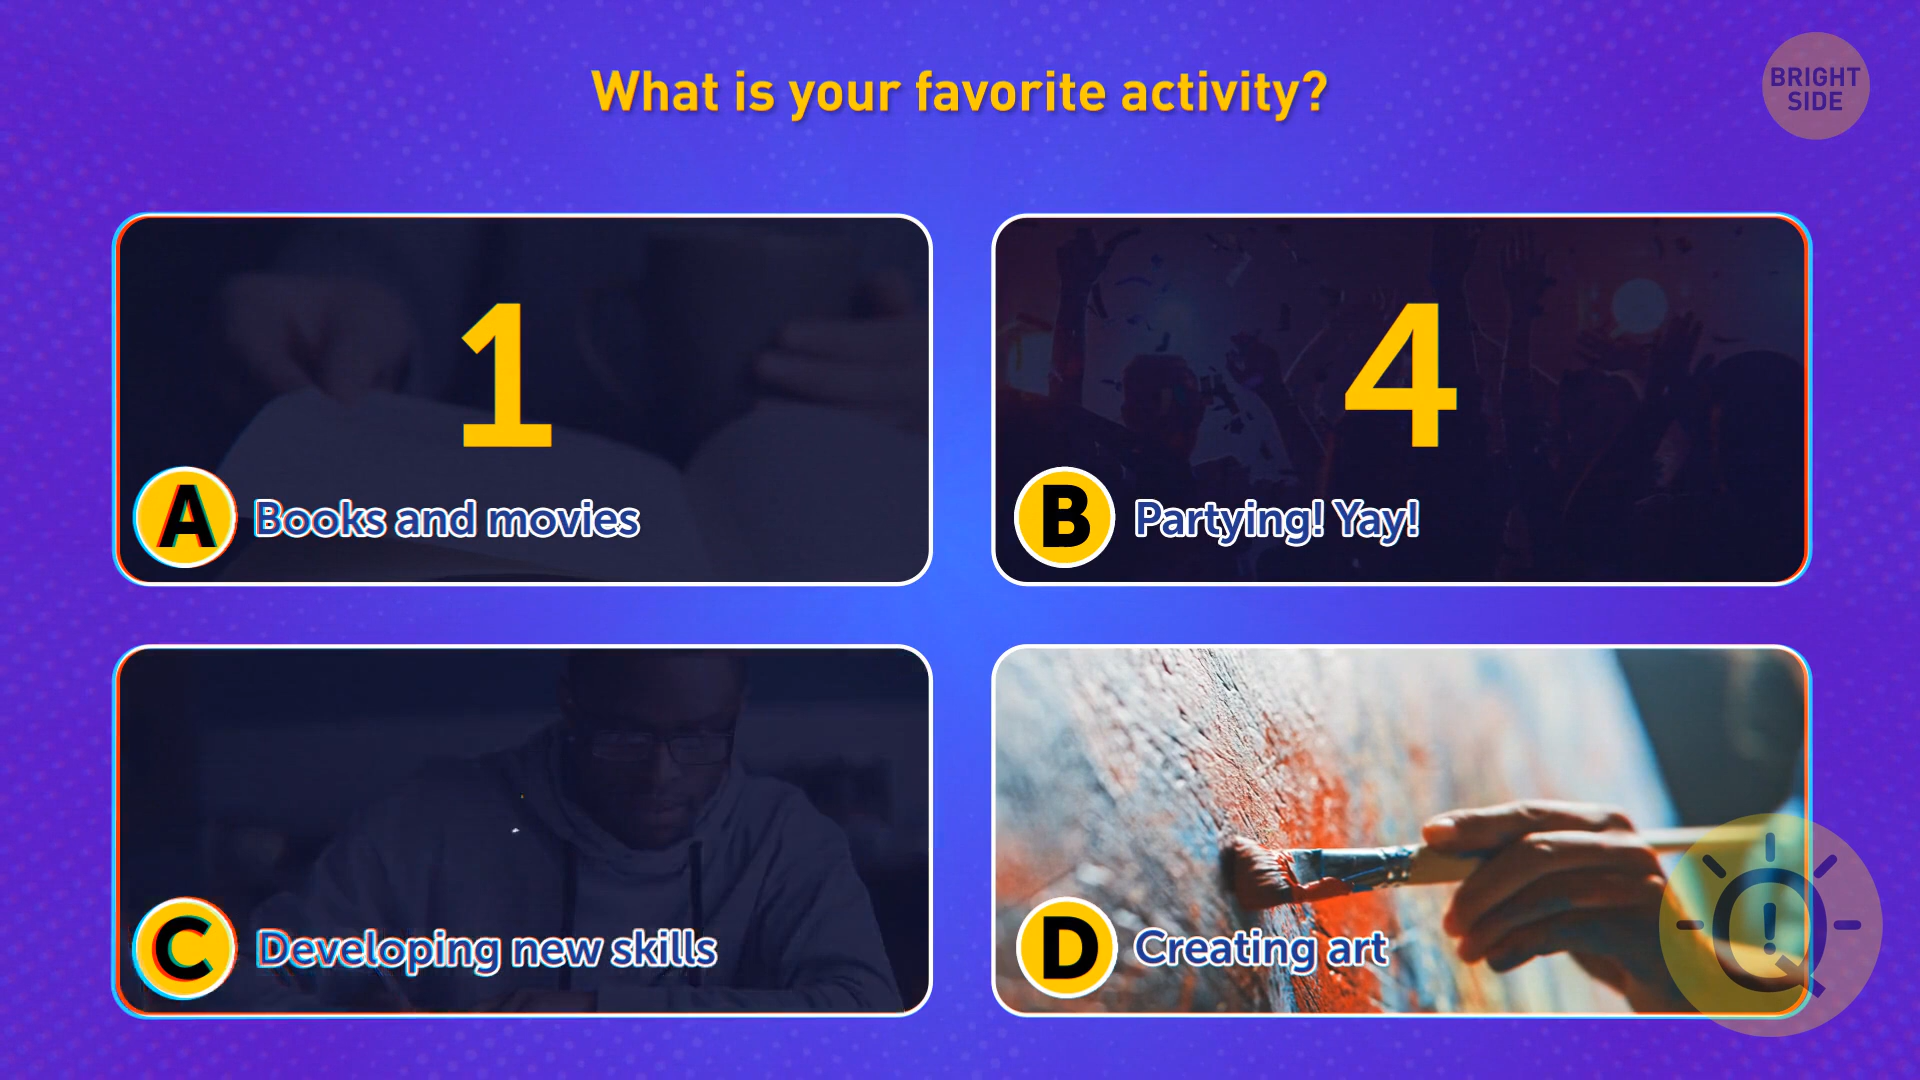 What is your favorite activity?
BRIGHT
SIDE
1
4
A Books and movies
B Partying! Yay!
C Developing new skills
D Creating art